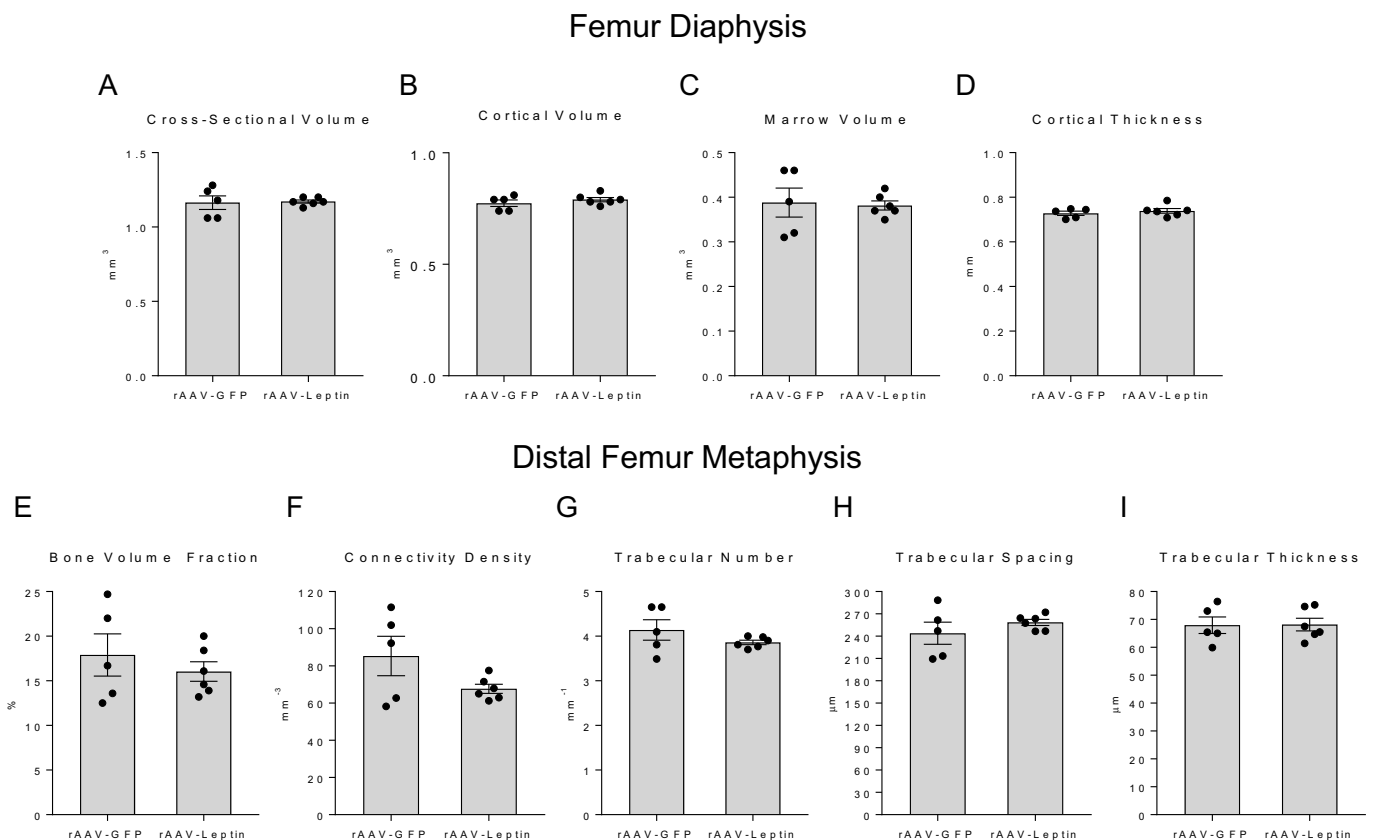 Femur Diaphysis
A
B
C
D
Cross-Sectional Volume
Cortical Volume
Marrow Volume
Cortical Thickness
1.5
1.0
0.5
0.0
mm³
rAAV-GFP rAAV-Leptin
1.0
0.5
0.0
mm³
rAAV-GFP rAAV-Leptin
0.5
0.4
0.3
0.2
0.1
0.0
mm³
rAAV-GFP rAAV-Leptin
1.0
0.8
0.6
0.4
0.2
0.0
mm
rAAV-GFP rAAV-Leptin
Distal Femur Metaphysis
E
F
G
H
I
Bone Volume Fraction
Connectivity Density
Trabecular Number
Trabecular Spacing
Trabecular Thickness
25
20
15
10
5
0
%
rAAV-GFP rAAV-Leptin
120
100
80
60
40
20
0
mm⁻³
rAAV-GFP rAAV-Leptin
5
4
3
2
1
0
mm⁻¹
rAAV-GFP rAAV-Leptin
300
270
240
210
180
150
120
90
60
30
0
µm
rAAV-GFP rAAV-Leptin
80
70
60
50
40
30
20
10
0
µm
rAAV-GFP rAAV-Leptin